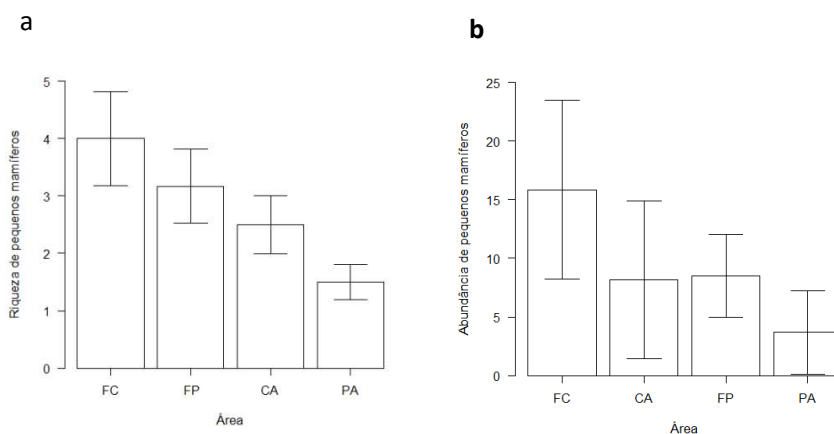 a
Riqueza de pequenos mamíferos
5
4
3
2
1
0
FC FP CA PA
Área
b
Abundância de pequenos mamíferos
25
20
15
10
5
0
FC CA FP PA
Área